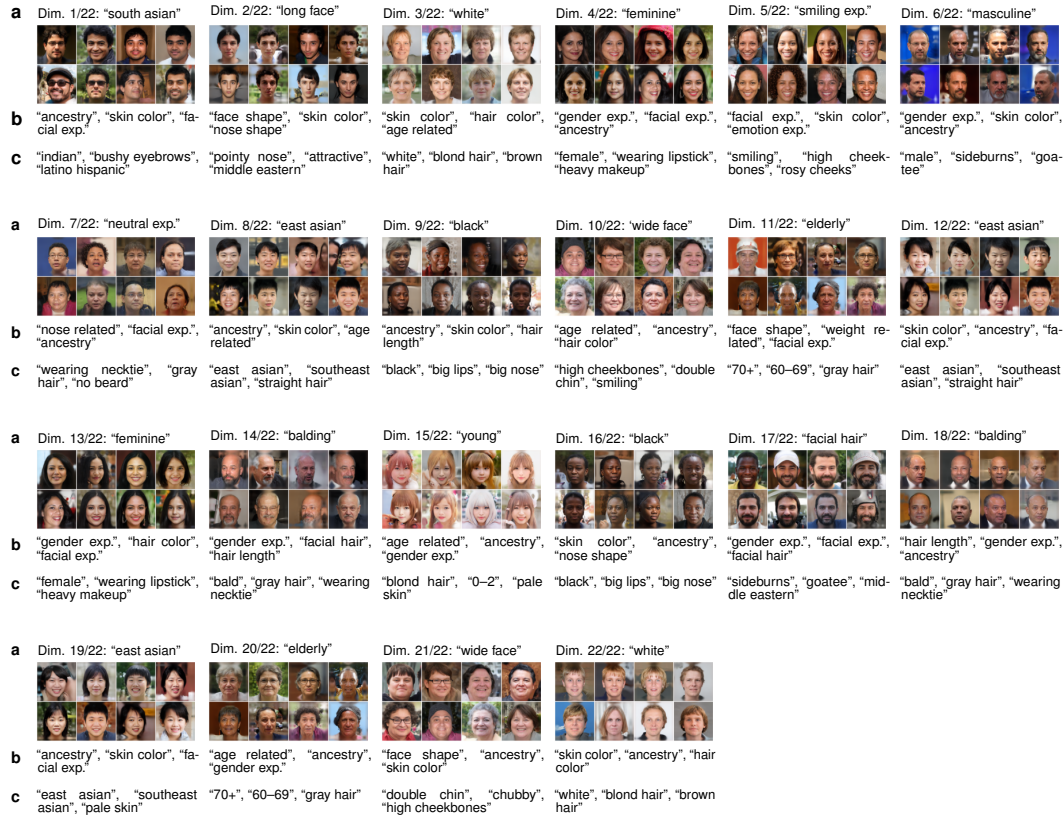 a Dim. 1/22: “south asian” Dim. 2/22: “long face” Dim. 3/22: “white” Dim. 4/22: “feminine” Dim. 5/22: “smiling exp.” Dim. 6/22: “masculine”
b “ancestry”, “skin color”, “fa- “face shape”, “skin color”, “skin color”, “hair color”, “gender exp.”, “facial exp.”, “facial exp.”, “skin color”, “gender exp.”, “skin color”,
cial exp.” “nose shape” “age related” “ancestry” “emotion exp.” “ancestry”
c “indian”, “bushy eyebrows”, “pointy nose”, “attractive”, “white”, “blond hair”, “brown “female”, “wearing lipstick”, “smiling”, “high cheek- “male”, “sideburns”, “goa-
“latino hispanic” “middle eastern” hair” “heavy makeup” bones”, “rosy cheeks” tee”
a Dim. 7/22: “neutral exp.” Dim. 8/22: “east asian” Dim. 9/22: “black” Dim. 10/22: ‘wide face” Dim. 11/22: “elderly” Dim. 12/22: “east asian”
b “nose related”, “facial exp.”, “ancestry”, “skin color”, “age “ancestry”, “skin color”, “hair “age related”, “ancestry”, “face shape”, “weight re- “skin color”, “ancestry”, “fa-
“ancestry” related” length” “hair color” lated”, “facial exp.” cial exp.”
c “wearing necktie”, “gray “east asian”, “southeast “black”, “big lips”, “big nose” “high cheekbones”, “double “70+”, “60–69”, “gray hair” “east asian”, “southeast
hair”, “no beard” asian”, “straight hair” chin”, “smiling” asian”, “straight hair”
a Dim. 13/22: “feminine” Dim. 14/22: “balding” Dim. 15/22: “young” Dim. 16/22: “black” Dim. 17/22: “facial hair” Dim. 18/22: “balding”
b “gender exp.”, “hair color”, “gender exp.”, “facial hair”, “age related”, “ancestry”, “skin color”, “ancestry”, “gender exp.”, “facial exp.”, “hair length”, “gender exp.”,
“facial exp.” “hair length” “gender exp.” “nose shape” “facial hair” “ancestry”
c “female”, “wearing lipstick”, “bald”, “gray hair”, “wearing “blond hair”, “0–2”, “pale “black”, “big lips”, “big nose” “sideburns”, “goatee”, “mid- “bald”, “gray hair”, “wearing
“heavy makeup” necktie” skin” dle eastern” necktie”
a Dim. 19/22: “east asian” Dim. 20/22: “elderly” Dim. 21/22: “wide face” Dim. 22/22: “white”
b “ancestry”, “skin color”, “fa- “age related”, “ancestry”, “face shape”, “ancestry”, “skin color”, “ancestry”, “hair
cial exp.” “gender exp.” “skin color” color”
c “east asian”, “southeast “70+”, “60–69”, “gray hair” “double chin”, “chubby”, “white”, “blond hair”, “brown
asian”, “pale skin” “high cheekbones” hair”